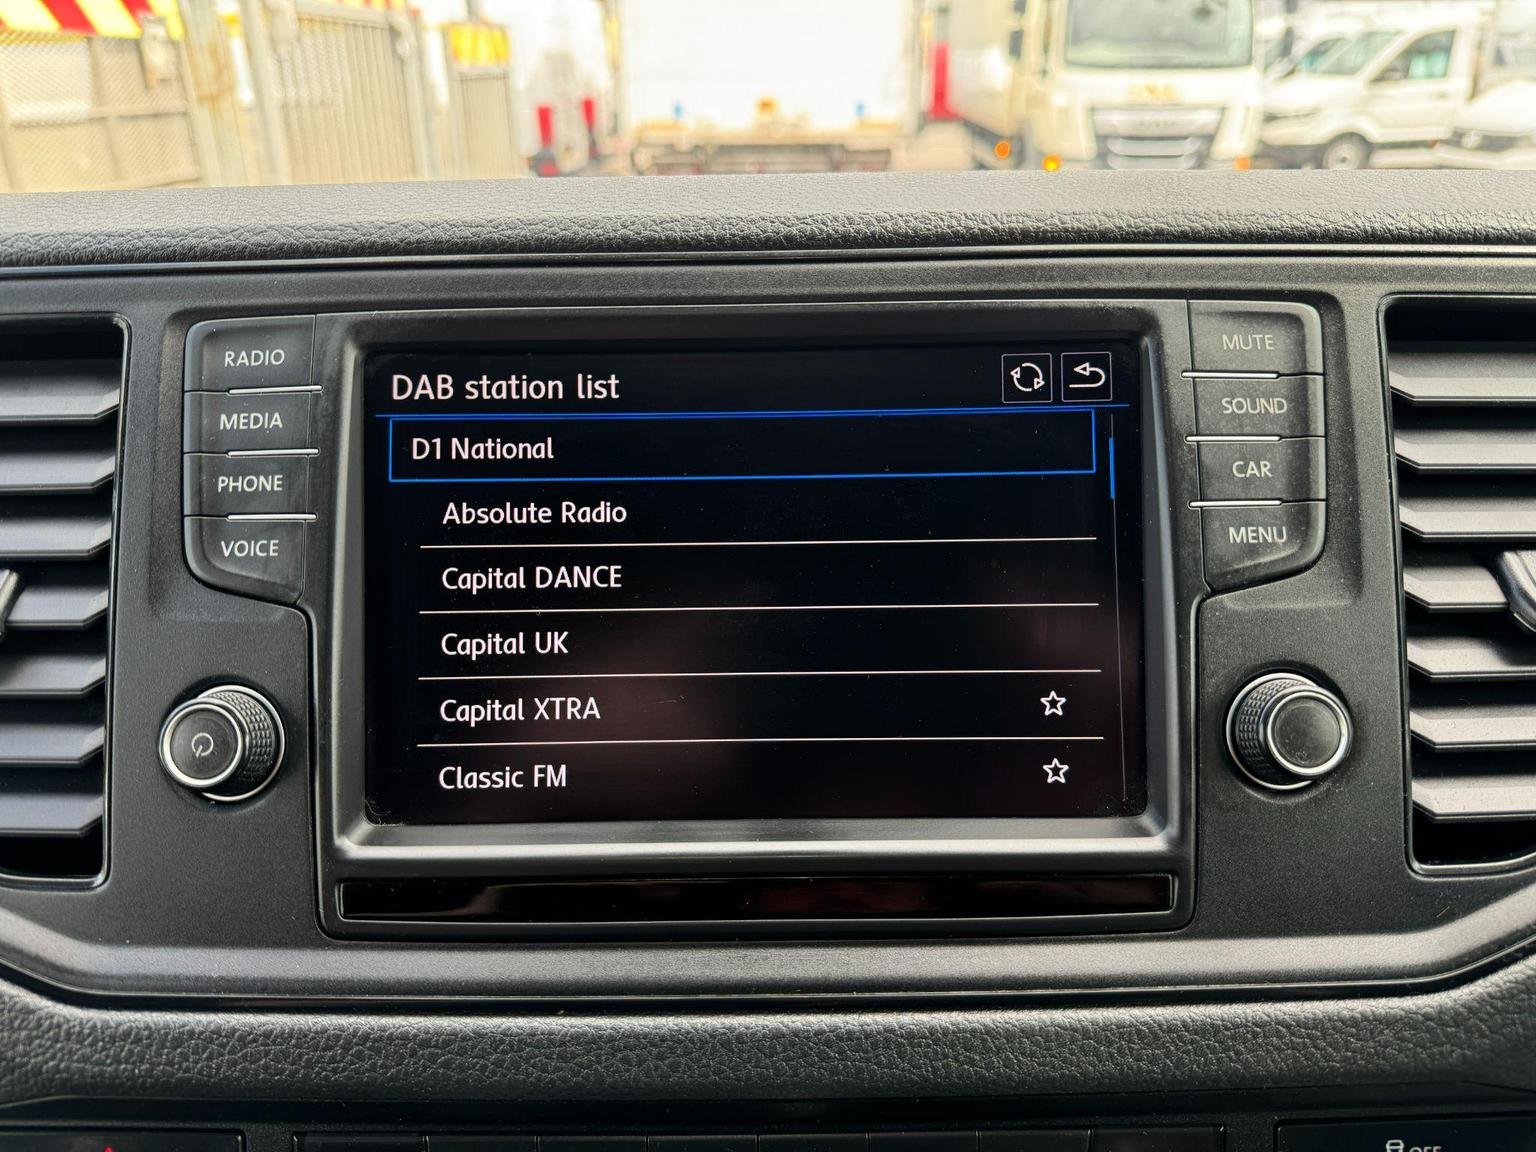 RADIO
MEDIA
PHONE
VOICE
DAB station list
D1 National
Absolute Radio
Capital DANCE
Capital UK
Capital XTRA
Classic FM
MUTE
SOUND
CAR
MENU
OFF